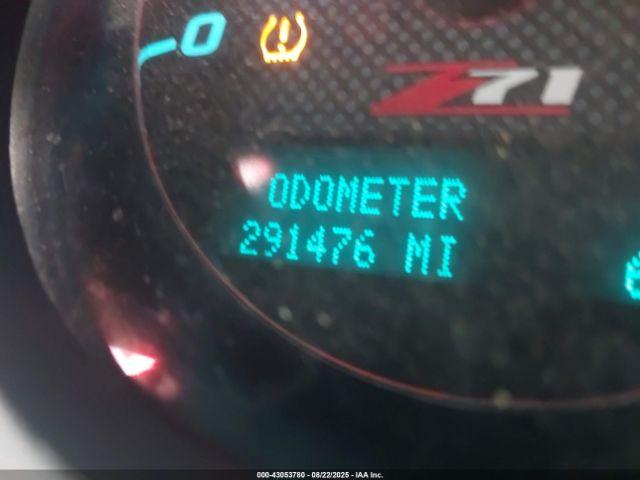 0
Z71
ODOMETER
291476 MI
000-43053780 - 08/22/2025 - IAA Inc.